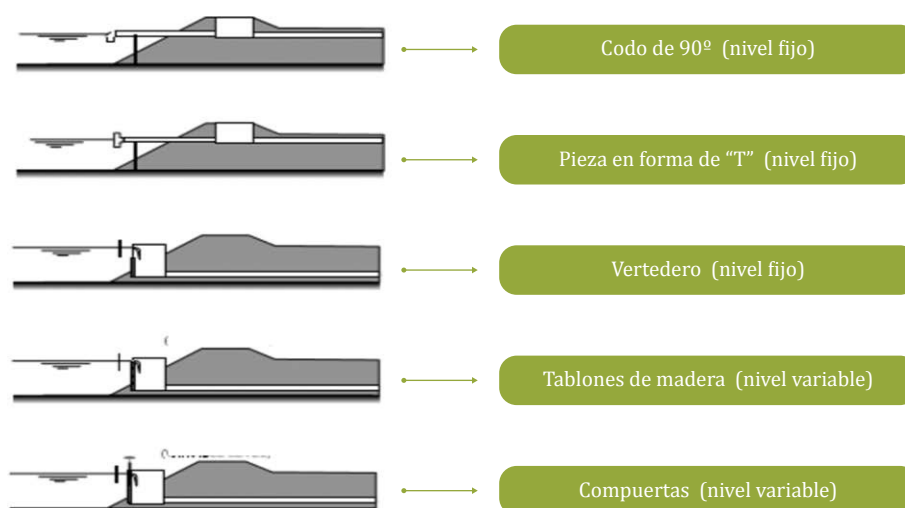 Codo de 90º (nivel fijo)
Pieza en forma de “T” (nivel fijo)
Vertedero (nivel fijo)
Tablones de madera (nivel variable)
Compuertas (nivel variable)